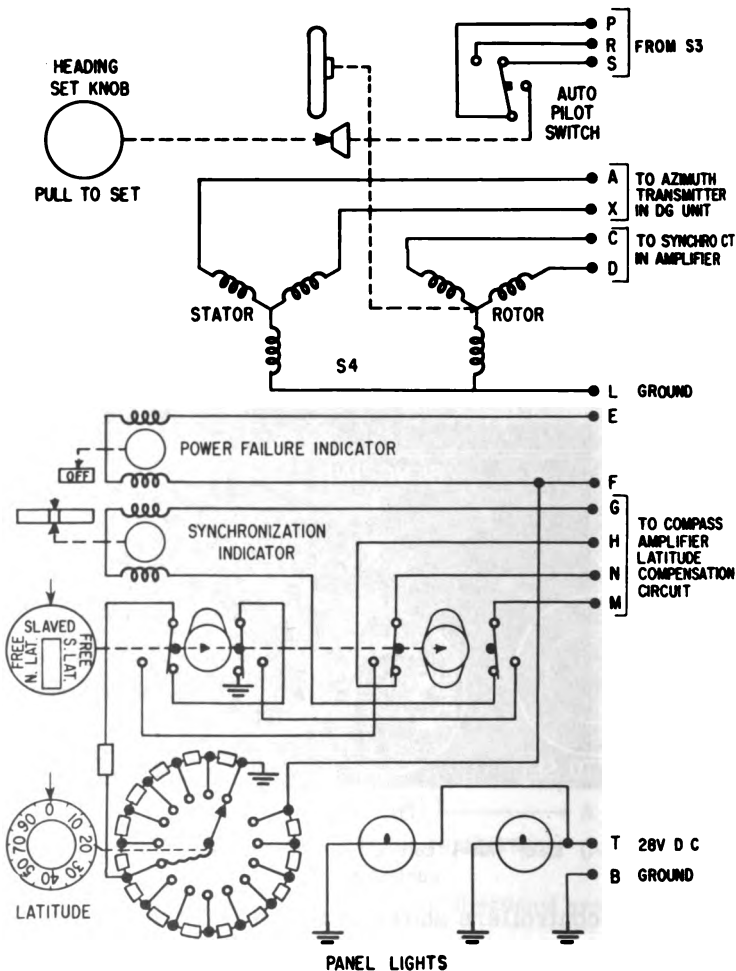 HEADING
SET KNOB
PULL TO SET
P
R
S
FROM S3
AUTO
PILOT
SWITCH
A
X
TO AZIMUTH
TRANSMITTER
IN DG UNIT
C
D
TO SYNCHRO CT
IN AMPLIFIER
STATOR
ROTOR
S4
L GROUND
E
POWER FAILURE INDICATOR
OFF
F
G
SYNCHRONIZATION
INDICATOR
H
N
M
TO COMPASS
AMPLIFIER
LATITUDE
COMPENSATION
CIRCUIT
SLAVED
FREE
N. LAT.
FREE
S. LAT.
0 10 20 30 40 50 70 90
LATITUDE
T 28V D C
B GROUND
PANEL LIGHTS